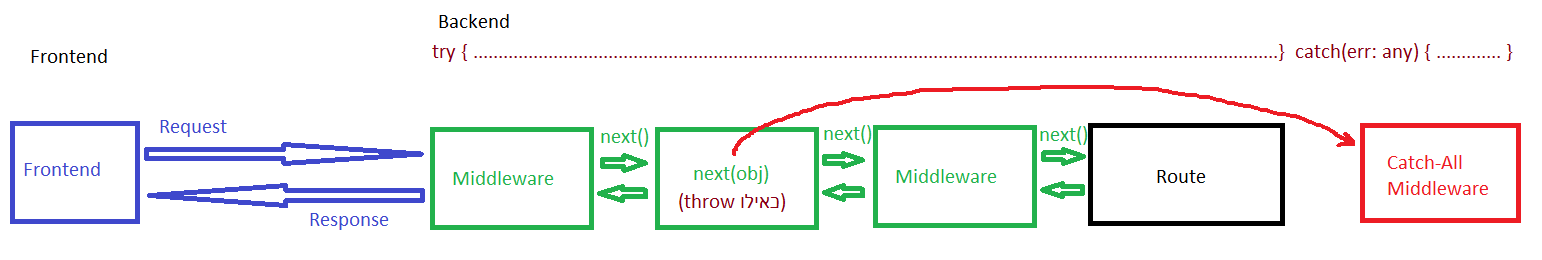 Backend
Frontend
try { ........................................................................................................................................................................} catch(err: any) { ............. }
Request
Frontend
Response
Middleware
next()
next(obj)
(throw כאילו)
next()
Middleware
next()
Route
Catch-All
Middleware